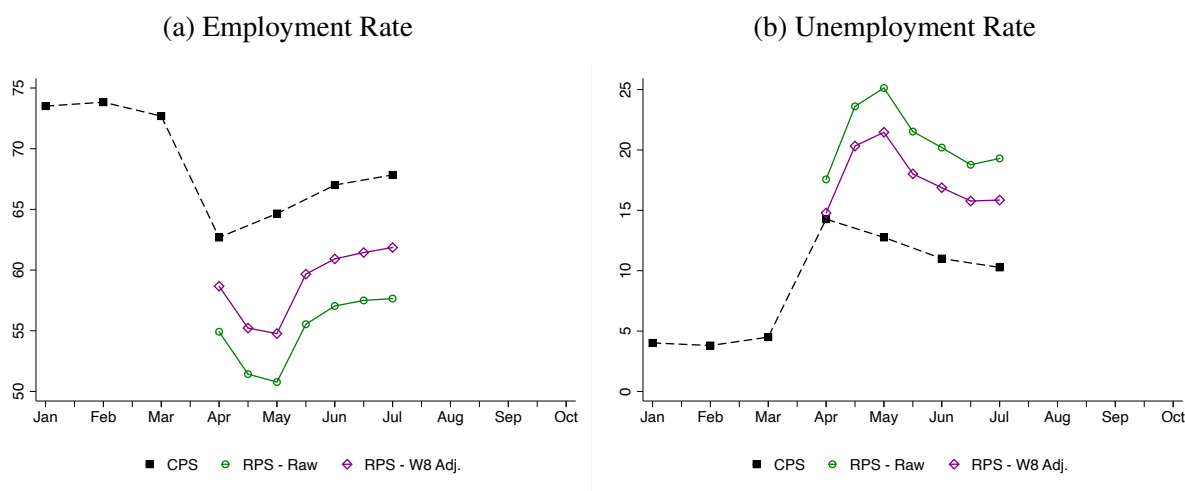 (a) Employment Rate
75
70
65
60
55
50
Jan Feb Mar Apr May Jun Jul Aug Sep Oct
CPS RPS - Raw RPS - W8 Adj.
(b) Unemployment Rate
25
20
15
10
5
0
Jan Feb Mar Apr May Jun Jul Aug Sep Oct
CPS RPS - Raw RPS - W8 Adj.